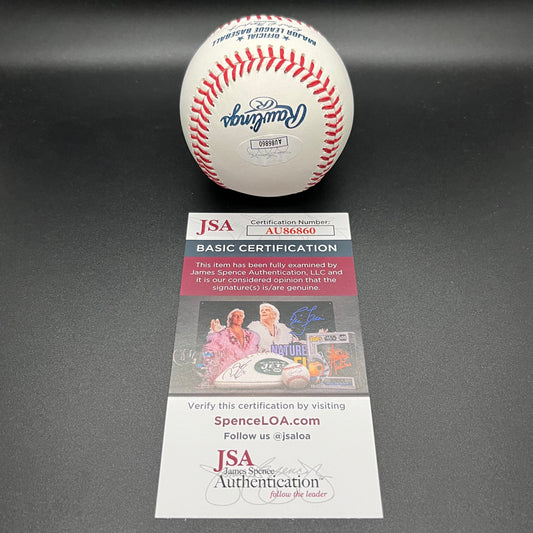 OFFICIAL
MAJOR LEAGUE BASEBALL
Rawlings
R
AU86860
JSA
Certification Number:
AU86860
BASIC CERTIFICATION
This item has been fully examined by
James Spence Authentication, LLC and
it is our considered opinion that the
signature(s) is/are genuine.
NATURE
JETS
Verify this certification by visiting
SpenceLOA.com
Follow us @jsaloa
JSA
James Spence
Authentication
follow the leader